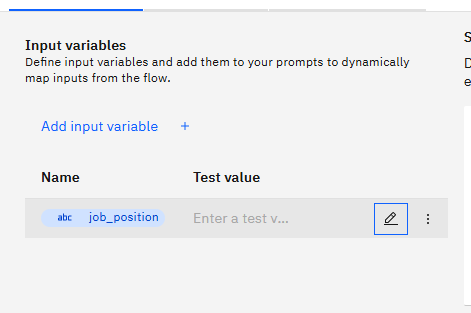 Input variables
Define input variables and add them to your prompts to dynamically
map inputs from the flow.
Add input variable +
Name Test value
abc job_position Enter a test v...
S
D
e